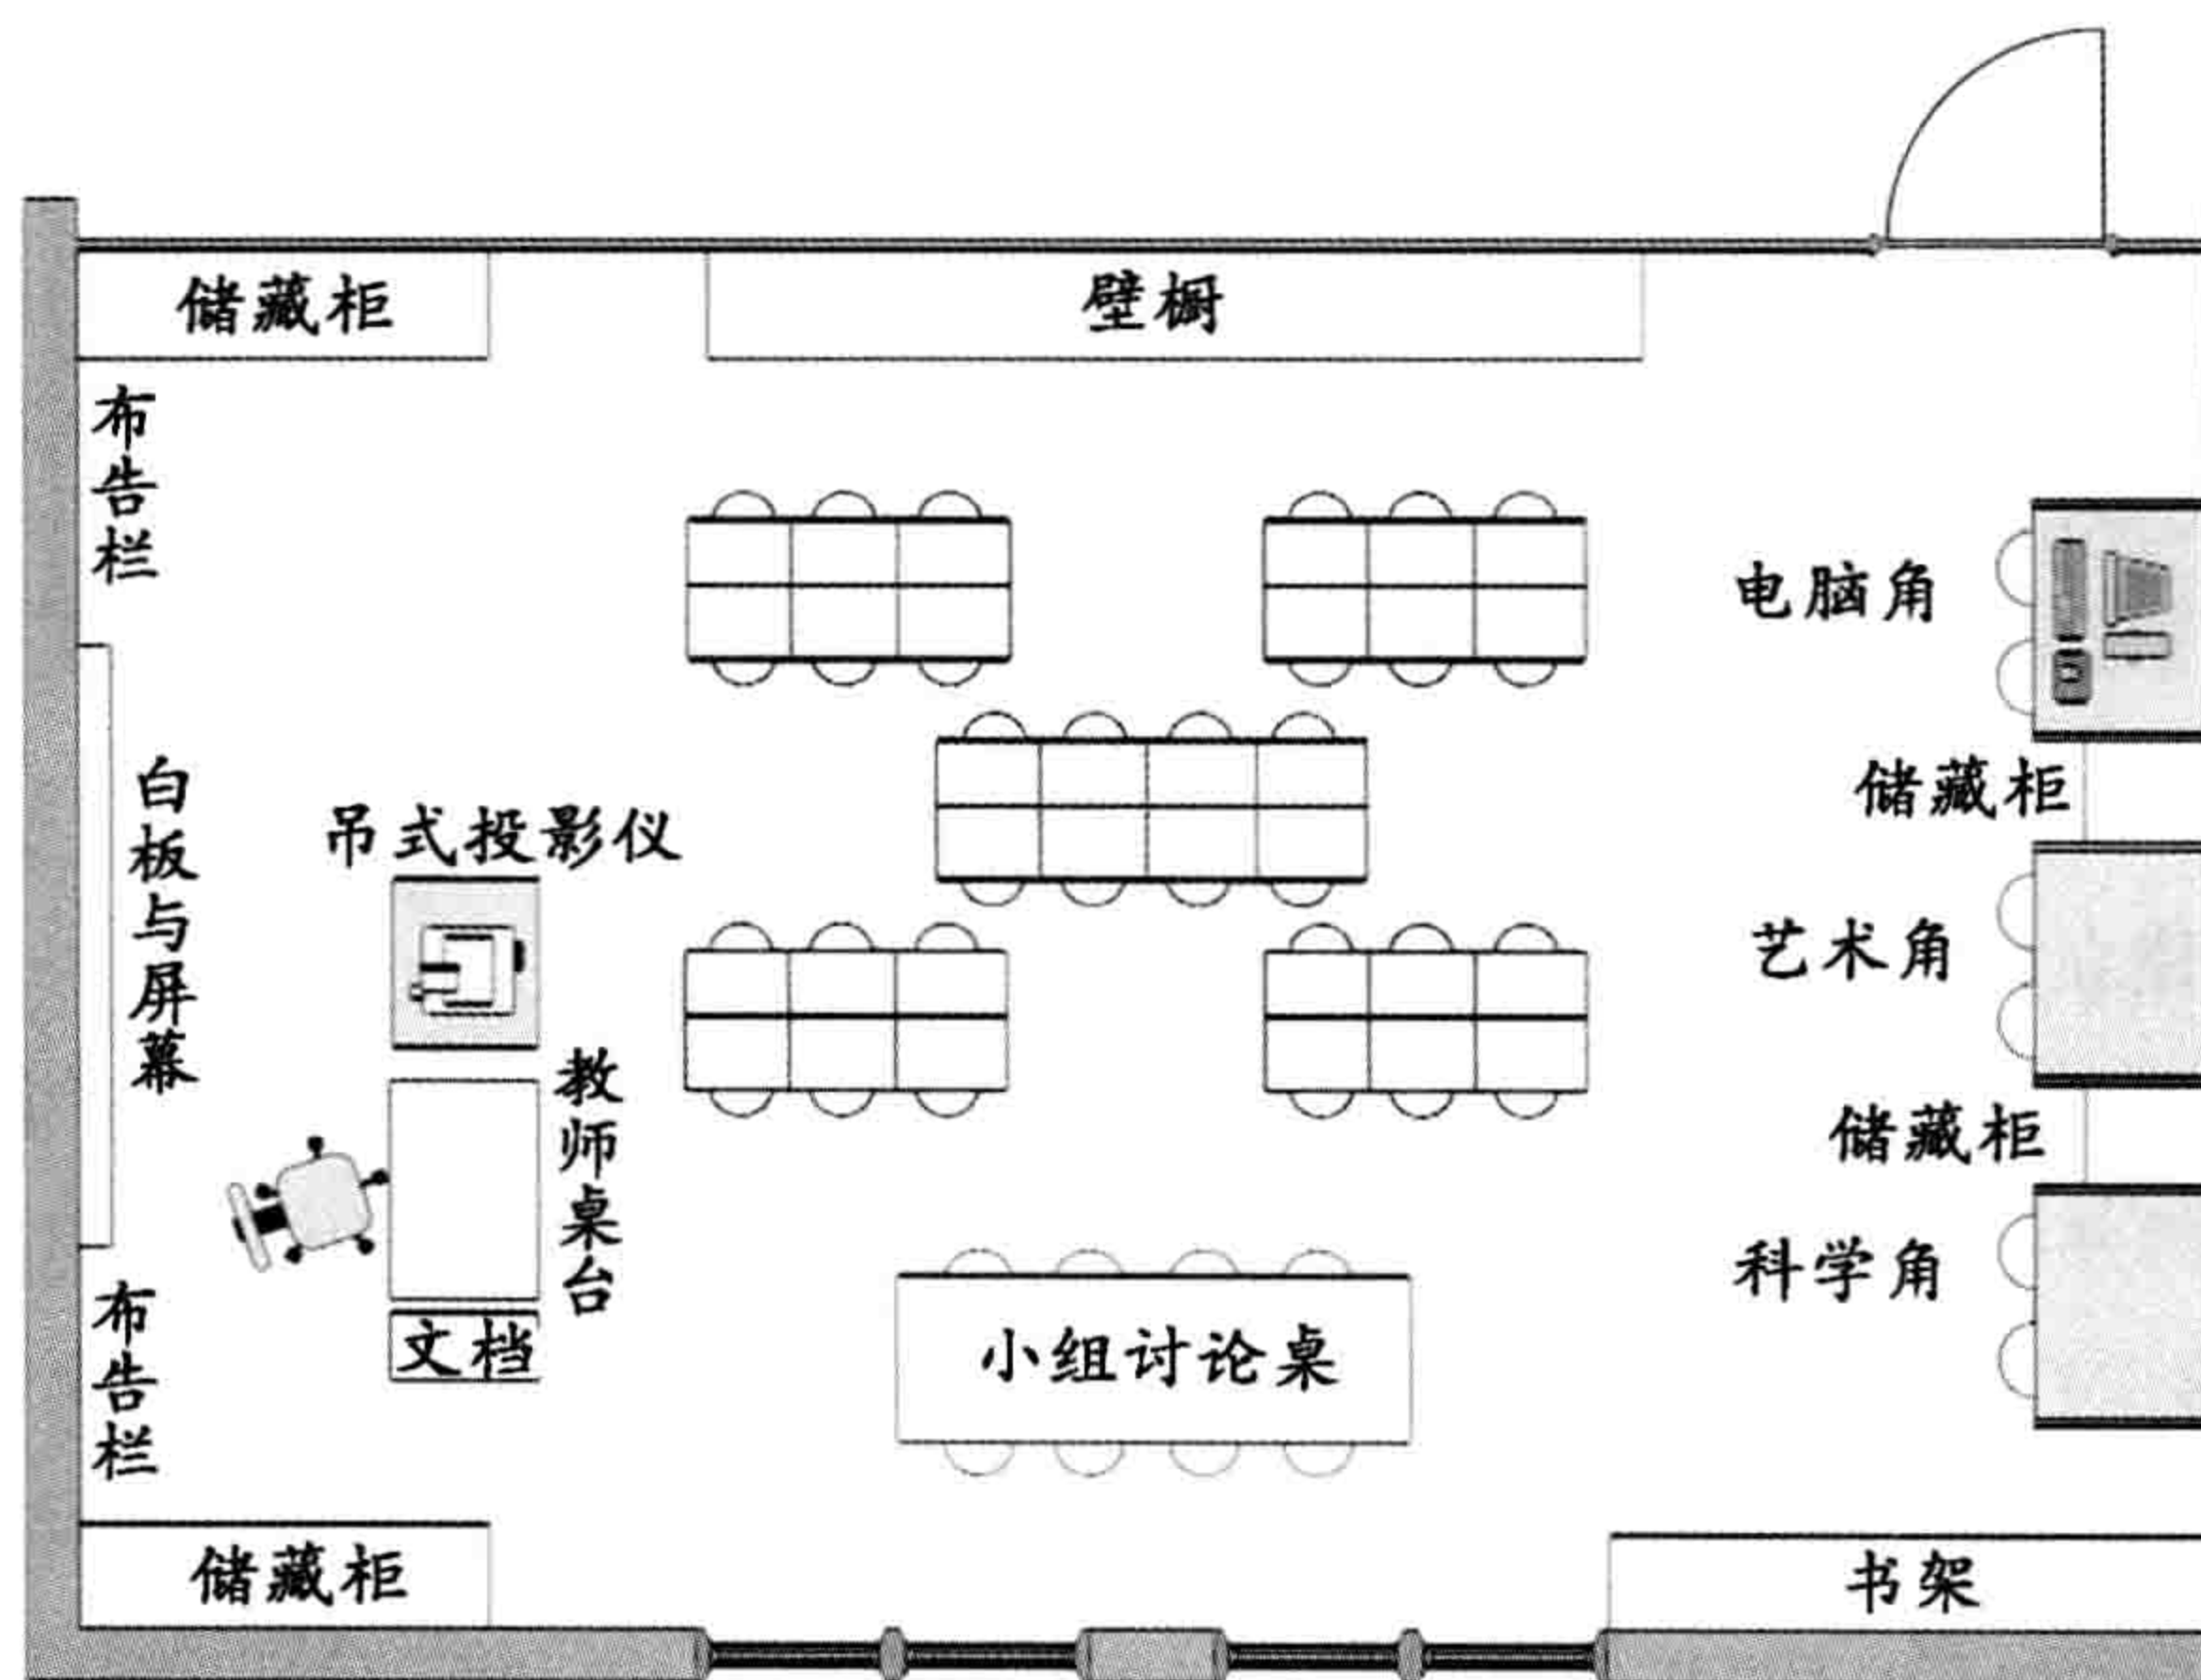 储藏柜
壁橱
布告栏
电脑角
白板与屏幕
吊式投影仪
储藏柜
艺术角
教师桌台
储藏柜
科学角
布告栏
文档
小组讨论桌
储藏柜
书架